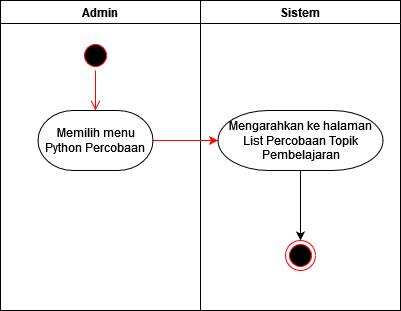 Admin
Sistem
Memilih menu
Python Percobaan
Mengarahkan ke halaman
List Percobaan Topik
Pembelajaran